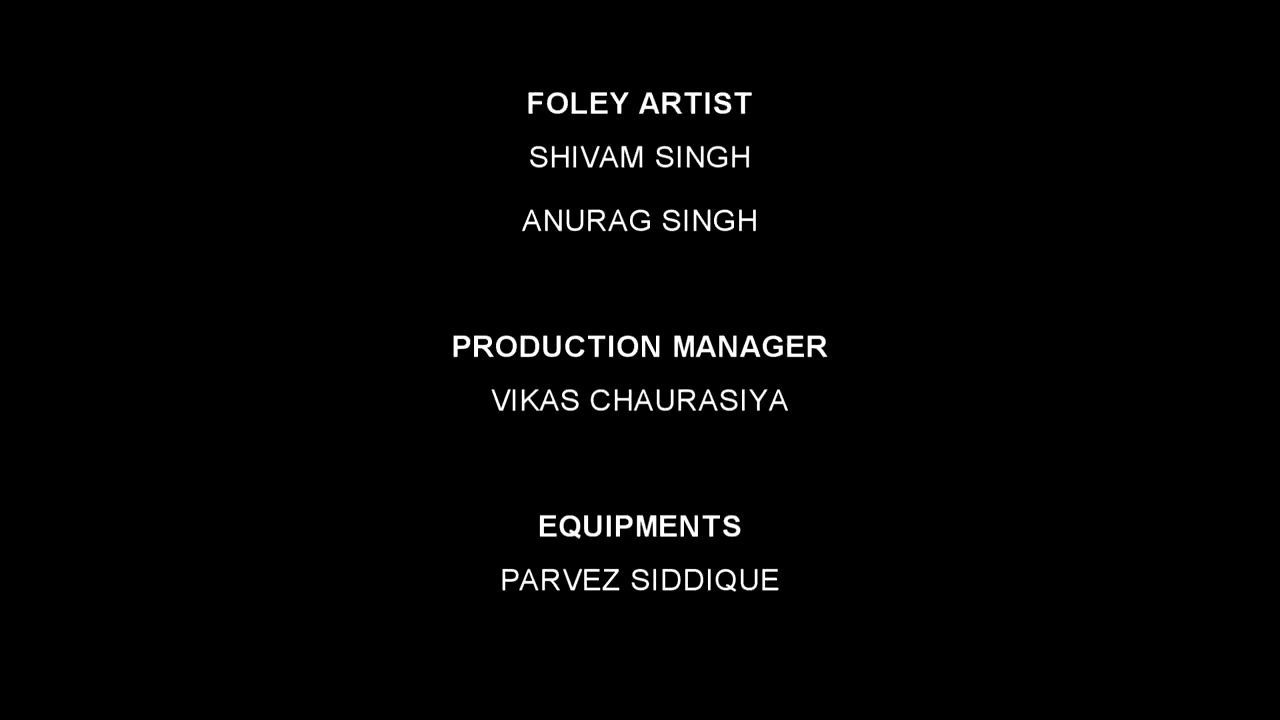 FOLEY ARTIST
SHIVAM SINGH
ANURAG SINGH
PRODUCTION MANAGER
VIKAS CHAURASIYA
EQUIPMENTS
PARVEZ SIDDIQUE